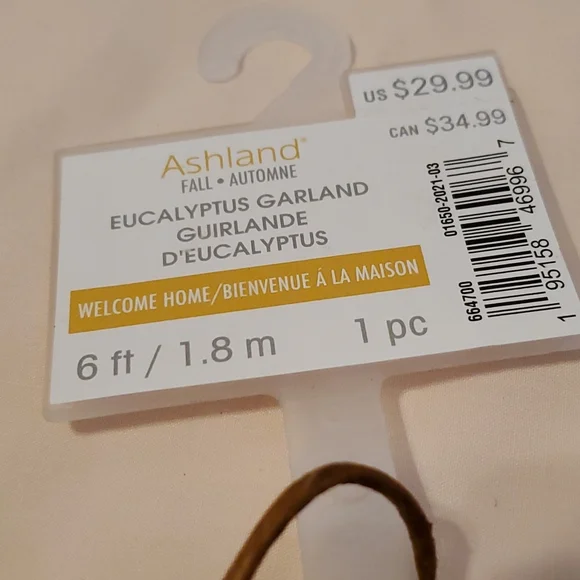 US $29.99
CAN $34.99
Ashland®
FALL • AUTOMNE
EUCALYPTUS GARLAND
GUIRLANDE
D'EUCALYPTUS
WELCOME HOME/BIENVENUE Á LA MAISON
6 ft / 1.8 m 1 pc
664700 01650-2021-03
1 95158 46996 7